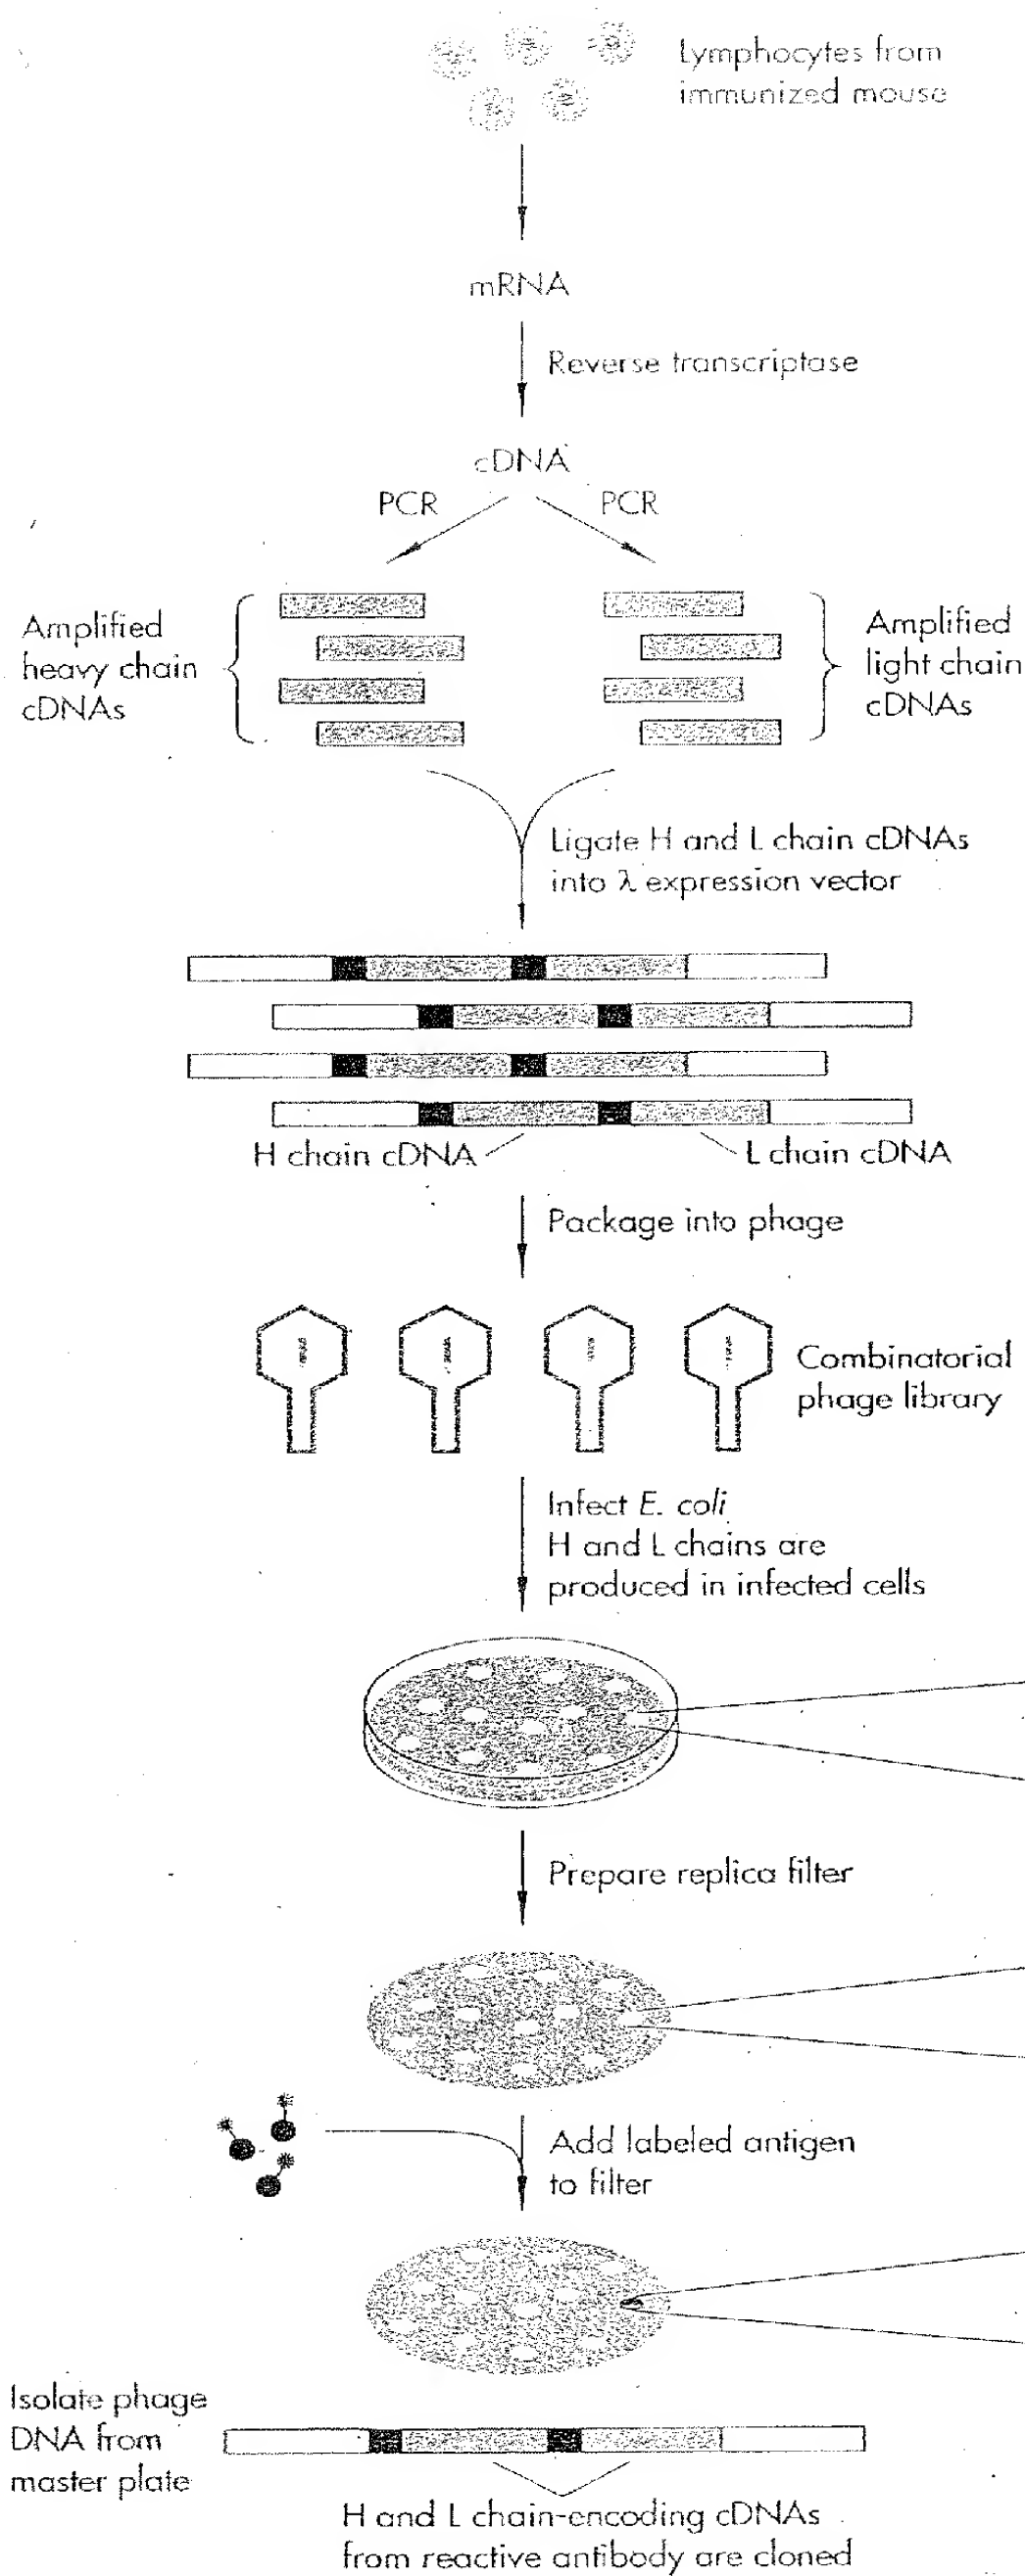 Lymphocytes from
immunized mouse
mRNA
Reverse transcriptase
cDNA
PCR
PCR
Amplified
heavy chain
cDNAs
Amplified
light chain
cDNAs
Ligate H and L chain cDNAs
into λ expression vector
H chain cDNA
L chain cDNA
Package into phage
Combinatorial
phage library
Infect E. coli
H and L chains are
produced in infected cells
Prepare replica filter
Add labeled antigen
to filter
Isolate phage
DNA from
master plate
H and L chain-encoding cDNAs
from reactive antibody are cloned